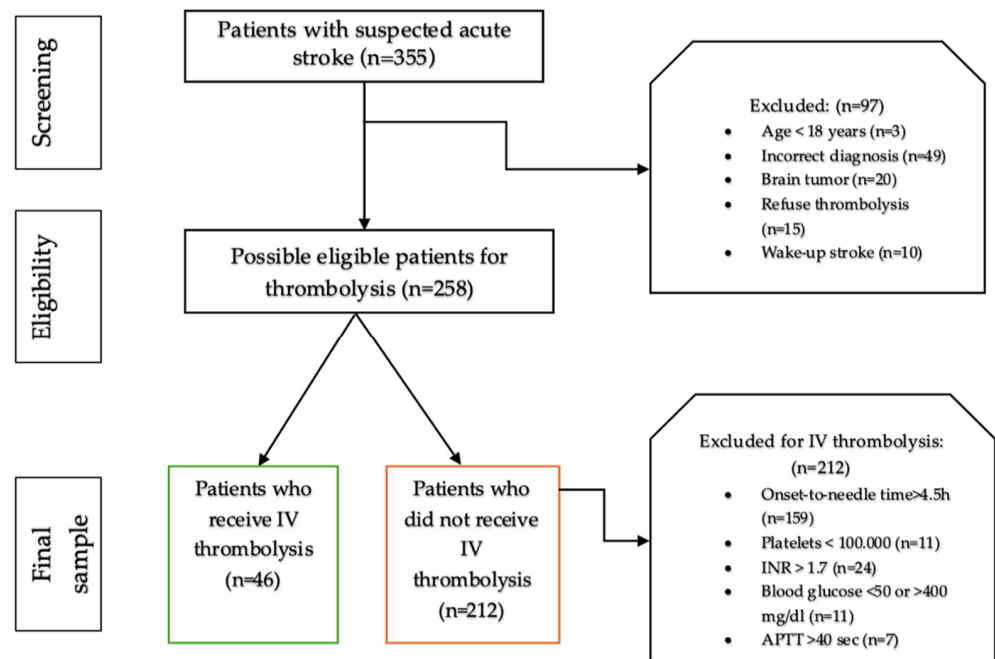 Screening
Patients with suspected acute
stroke (n=355)
Excluded: (n=97)
• Age < 18 years (n=3)
• Incorrect diagnosis (n=49)
• Brain tumor (n=20)
• Refuse thrombolysis
(n=15)
• Wake-up stroke (n=10)
Eligibility
Possible eligible patients for
thrombolysis (n=258)
Final
sample
Patients who
receive IV
thrombolysis
(n=46)
Patients who
did not receive
IV
thrombolysis
(n=212)
Excluded for IV thrombolysis:
(n=212)
• Onset-to-needle time>4.5h
(n=159)
• Platelets < 100.000 (n=11)
• INR > 1.7 (n=24)
• Blood glucose <50 or >400
mg/dl (n=11)
• APTT >40 sec (n=7)